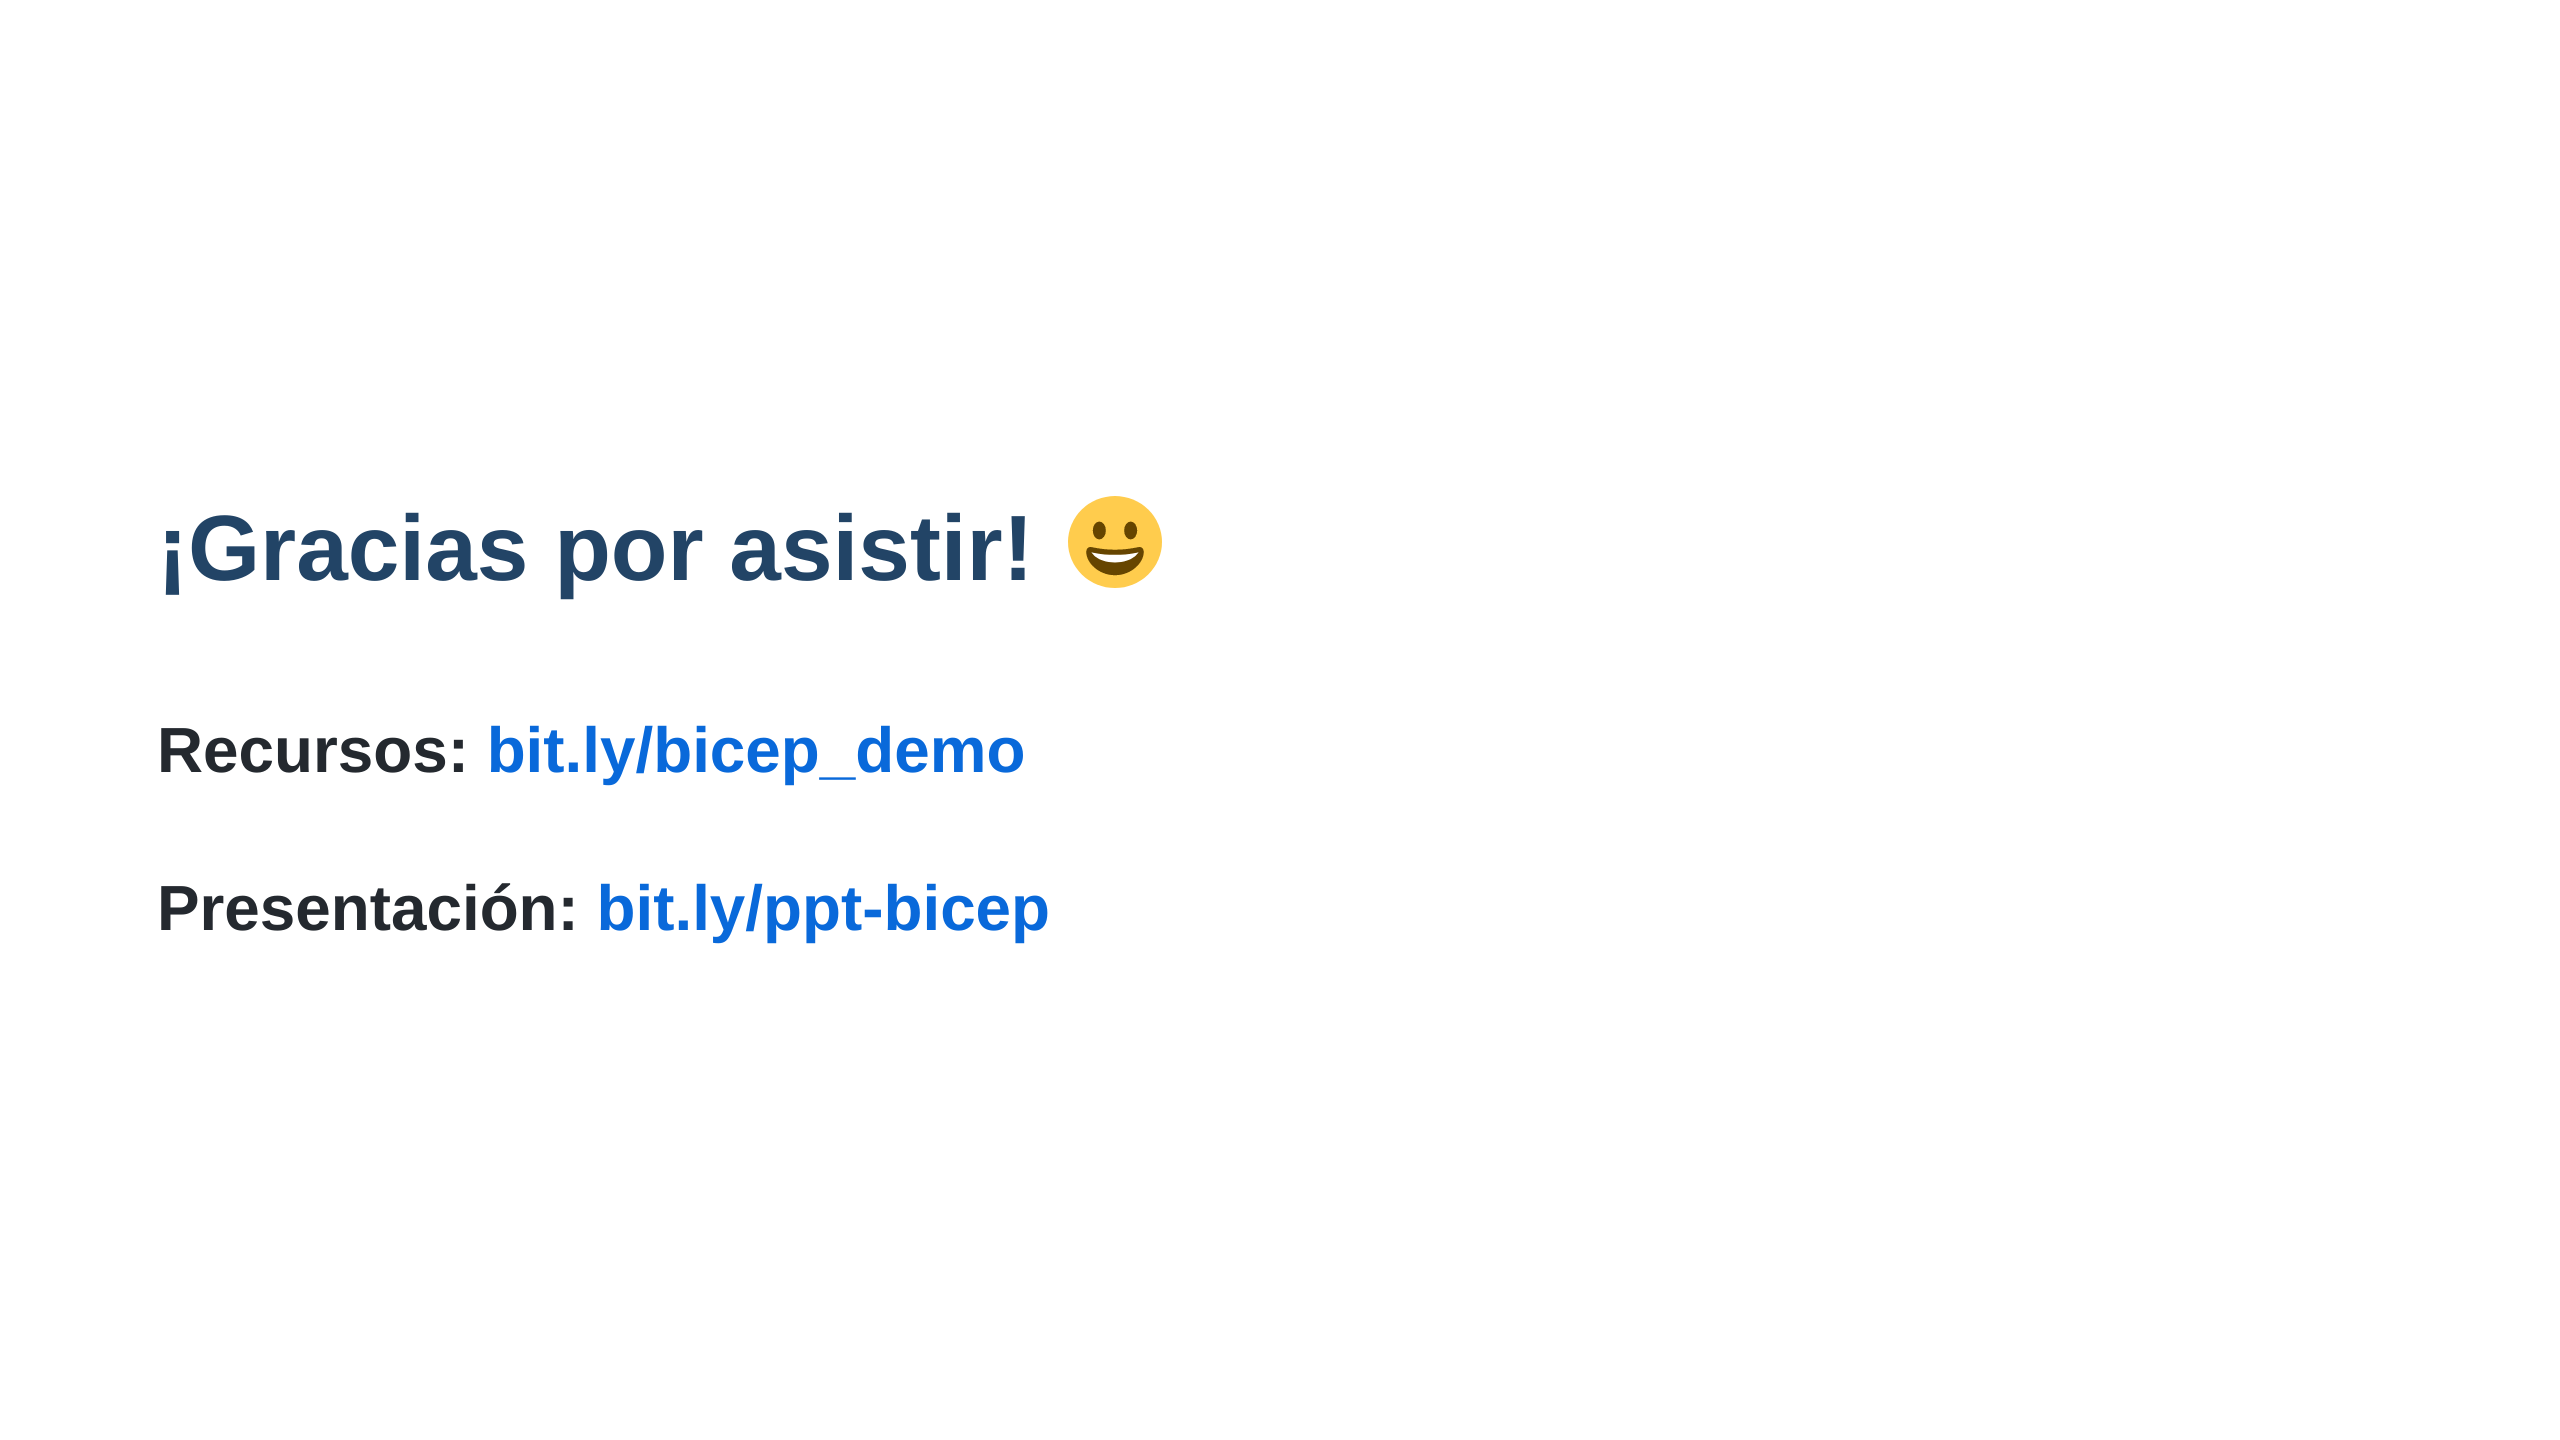 ¡Gracias por asistir! 😃
Recursos: bit.ly/bicep_demo
Presentación: bit.ly/ppt-bicep